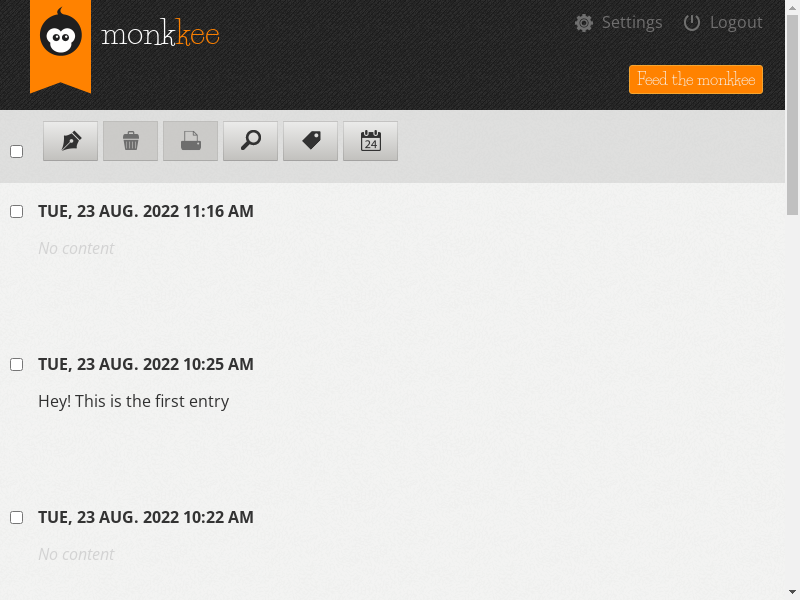 monkkee
Settings
Logout
Feed the monkkee
24
TUE, 23 AUG. 2022 11:16 AM
No content
TUE, 23 AUG. 2022 10:25 AM
Hey! This is the first entry
TUE, 23 AUG. 2022 10:22 AM
No content